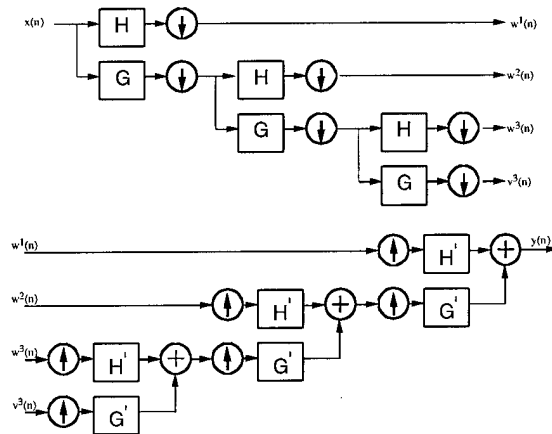 x(n) H w¹(n)
G H w²(n)
G H w³(n)
G v³(n)
w¹(n) H' y(n)
w²(n) H' G'
w³(n) H' G'
v³(n) G'